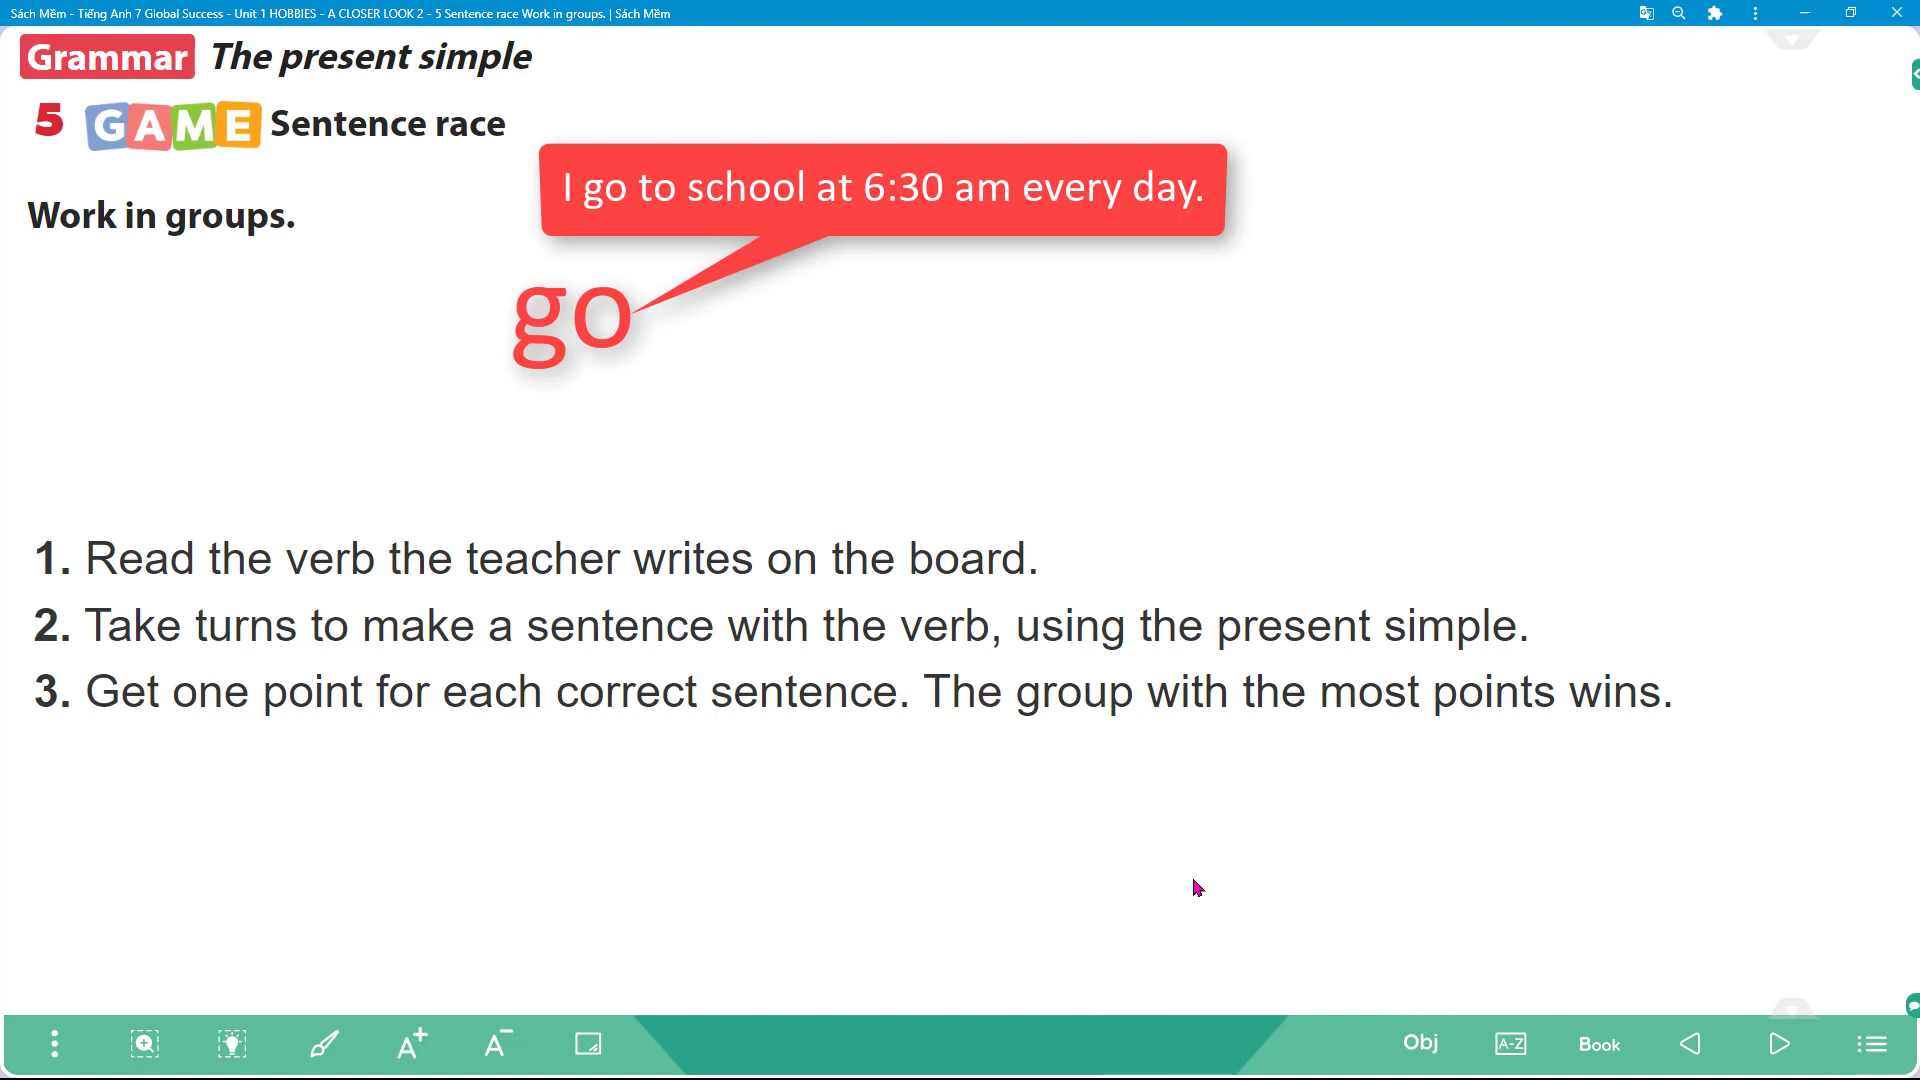 Sách Mềm - Tiếng Anh 7 Global Success - Unit 1 HOBBIES - A CLOSER LOOK 2 - 5 Sentence race Work in groups. | Sách Mềm
Grammar The present simple
5 GAME Sentence race
I go to school at 6:30 am every day.
Work in groups.
go
1. Read the verb the teacher writes on the board.
2. Take turns to make a sentence with the verb, using the present simple.
3. Get one point for each correct sentence. The group with the most points wins.
A+ A- Obj A-Z Book